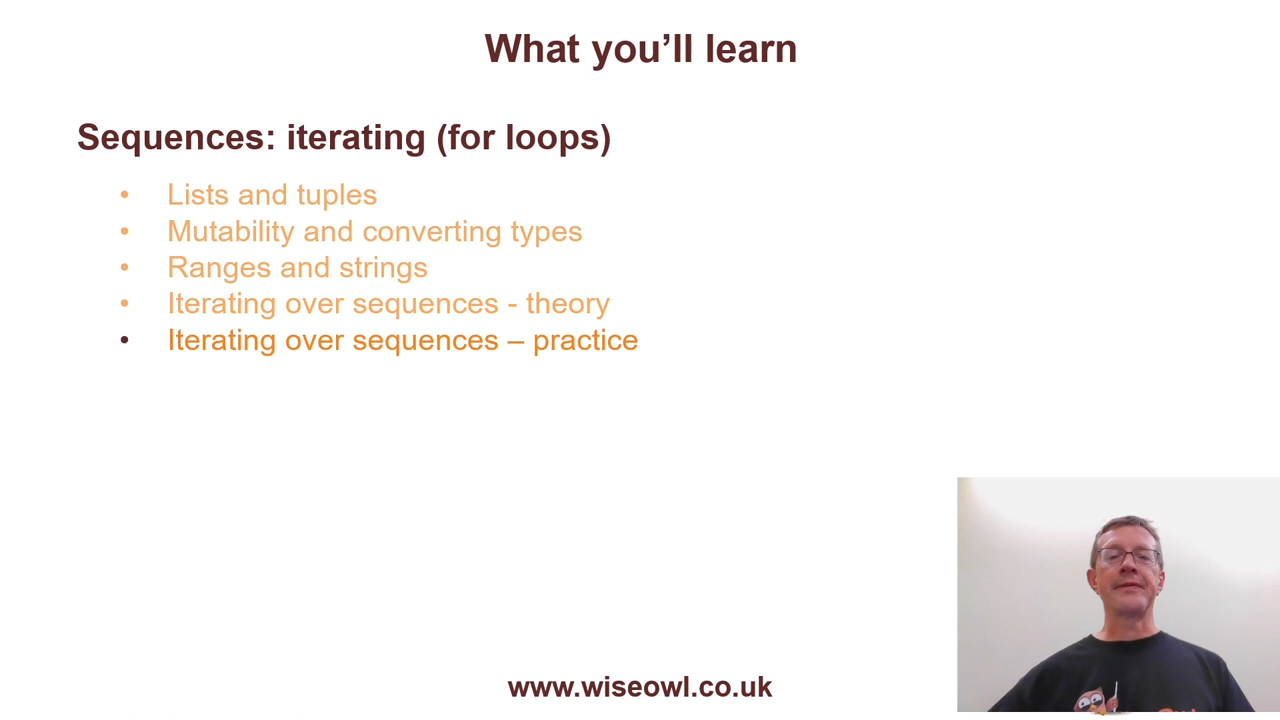 What you’ll learn
Sequences: iterating (for loops)
• Lists and tuples
• Mutability and converting types
• Ranges and strings
• Iterating over sequences - theory
• Iterating over sequences – practice
www.wiseowl.co.uk